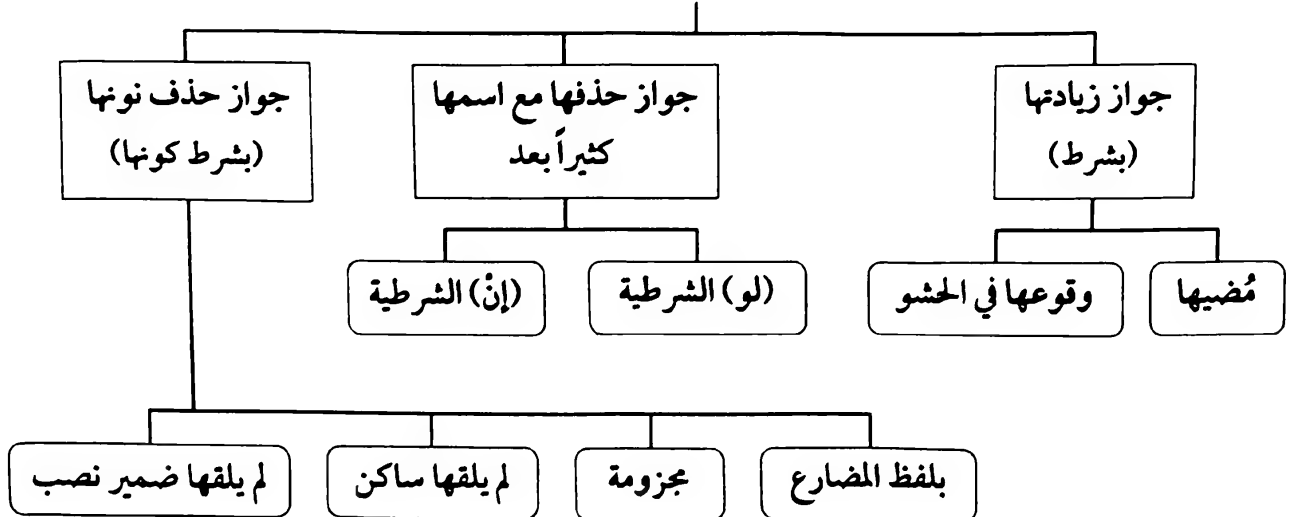 جواز زيادتها
(بشرط)
جواز حذفها مع اسمها
كثيراً بعد
جواز حذف نونها
(بشرط كونها)
مُضيها
وقوعها في الحشو
(لو) الشرطية
(إنْ) الشرطية
بلفظ المضارع
مجزومة
لم يلقها ساكن
لم يلقها ضمير نصب